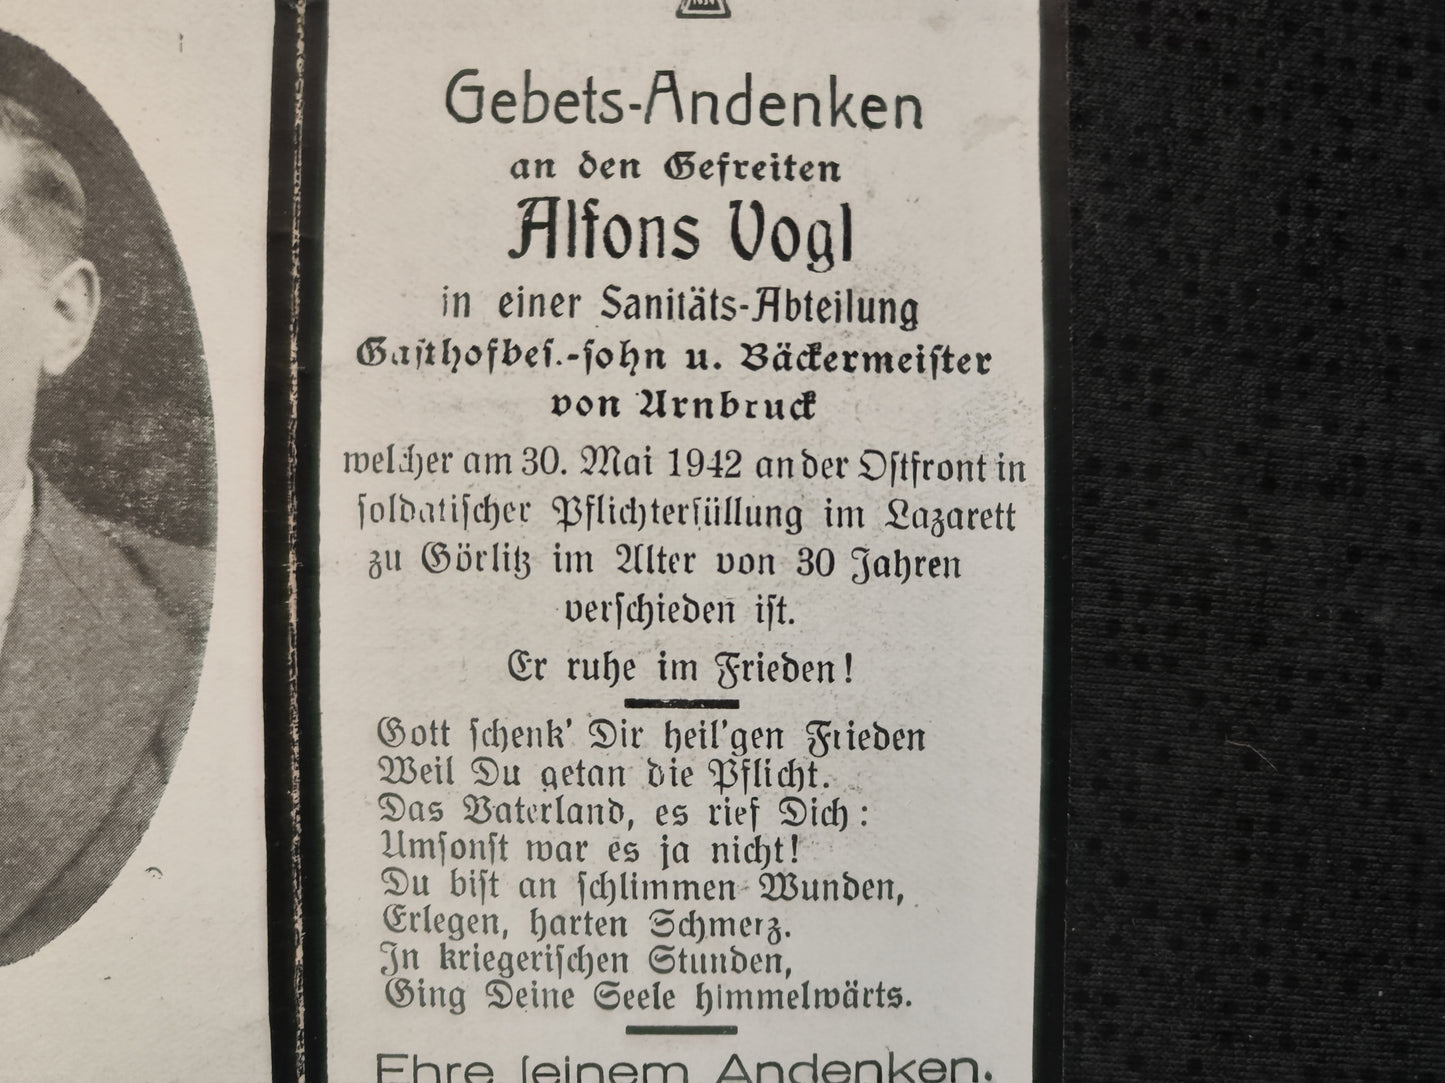 Gebets-Andenken
an den Gefreiten
Alfons Vogl
in einer Sanitäts-Abteilung
Gasthofbes.-sohn u. Bäckermeister
von Arnbruck
welcher am 30. Mai 1942 an der Ostfront in
soldatischer Pflichterfüllung im Lazarett
zu Görlitz im Alter von 30 Jahren
verschieden ist.
Er ruhe im Frieden!
Gott schenk' Dir heil'gen Frieden
Weil Du getan die Pflicht.
Das Vaterland, es rief Dich:
Umsonst war es ja nicht!
Du bist an schlimmen Wunden,
Erlegen, harten Schmerz.
In kriegerischen Stunden,
Ging Deine Seele himmelwärts.
Ehre seinem Andenken.